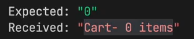 Expected: "0"
Received: "Cart- 0 items"